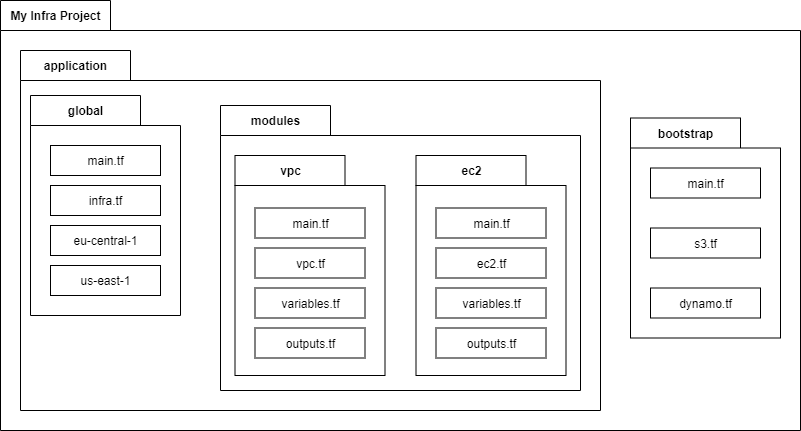 My Infra Project
application
global
main.tf
infra.tf
eu-central-1
us-east-1
modules
vpc
main.tf
vpc.tf
variables.tf
outputs.tf
ec2
main.tf
ec2.tf
variables.tf
outputs.tf
bootstrap
main.tf
s3.tf
dynamo.tf